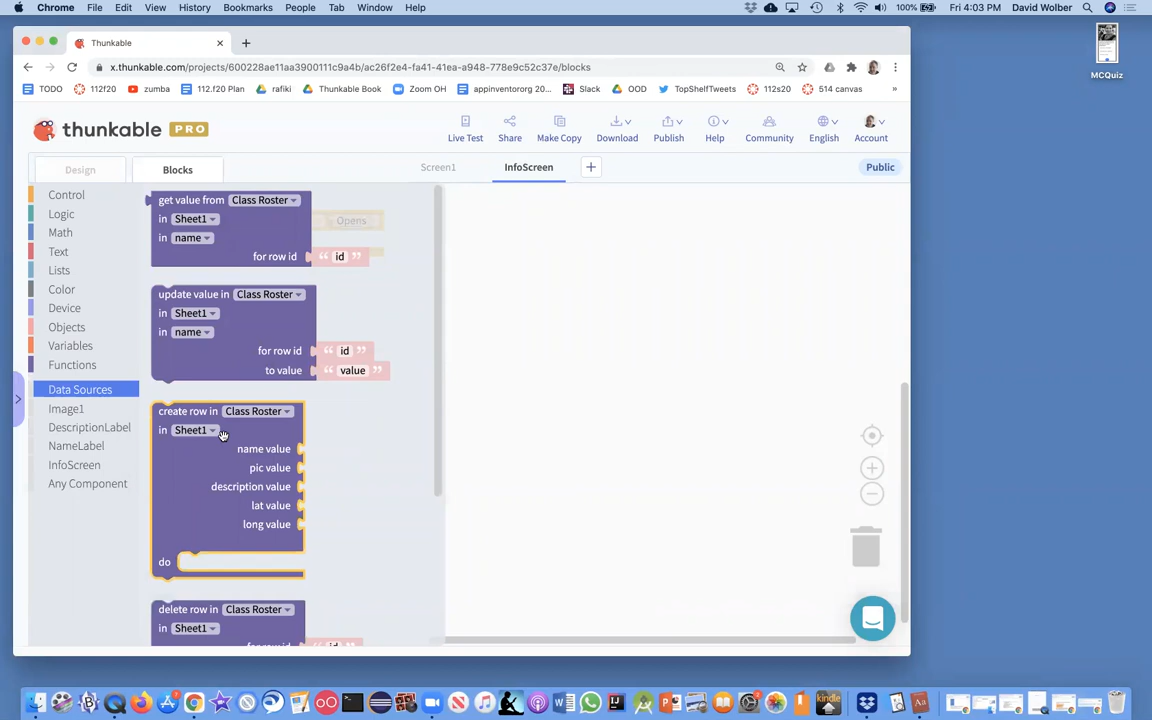 Chrome File Edit View History Bookmarks People Tab Window Help 100% Fri 4:03 PM David Wolber
Thunkable
x.thunkable.com/projects/600228ae11aa3900111c9a4b/ac26f2e4-fa41-41ea-a948-778e9c52c37e/blocks
TODO 112f20 zumba 112.f20 Plan rafiki Thunkable Book Zoom OH appinventororg 20... Slack OOD TopShelfTweets 112s20 514 canvas »
MCQuiz
thunkable PRO
Live Test Share Make Copy Download Publish Help Community English Account
Design Blocks Screen1 InfoScreen + Public
Control
Logic
Math
Text
Lists
Color
Device
Objects
Variables
Functions
Data Sources
Image1
DescriptionLabel
NameLabel
InfoScreen
Any Component
get value from Class Roster
in Sheet1
in name
for row id “ id ”
Opens
update value in Class Roster
in Sheet1
in name
for row id “ id ”
to value “ value ”
create row in Class Roster
in Sheet1
name value
pic value
description value
lat value
long value
do
delete row in Class Roster
in Sheet1
for row id “ id ”